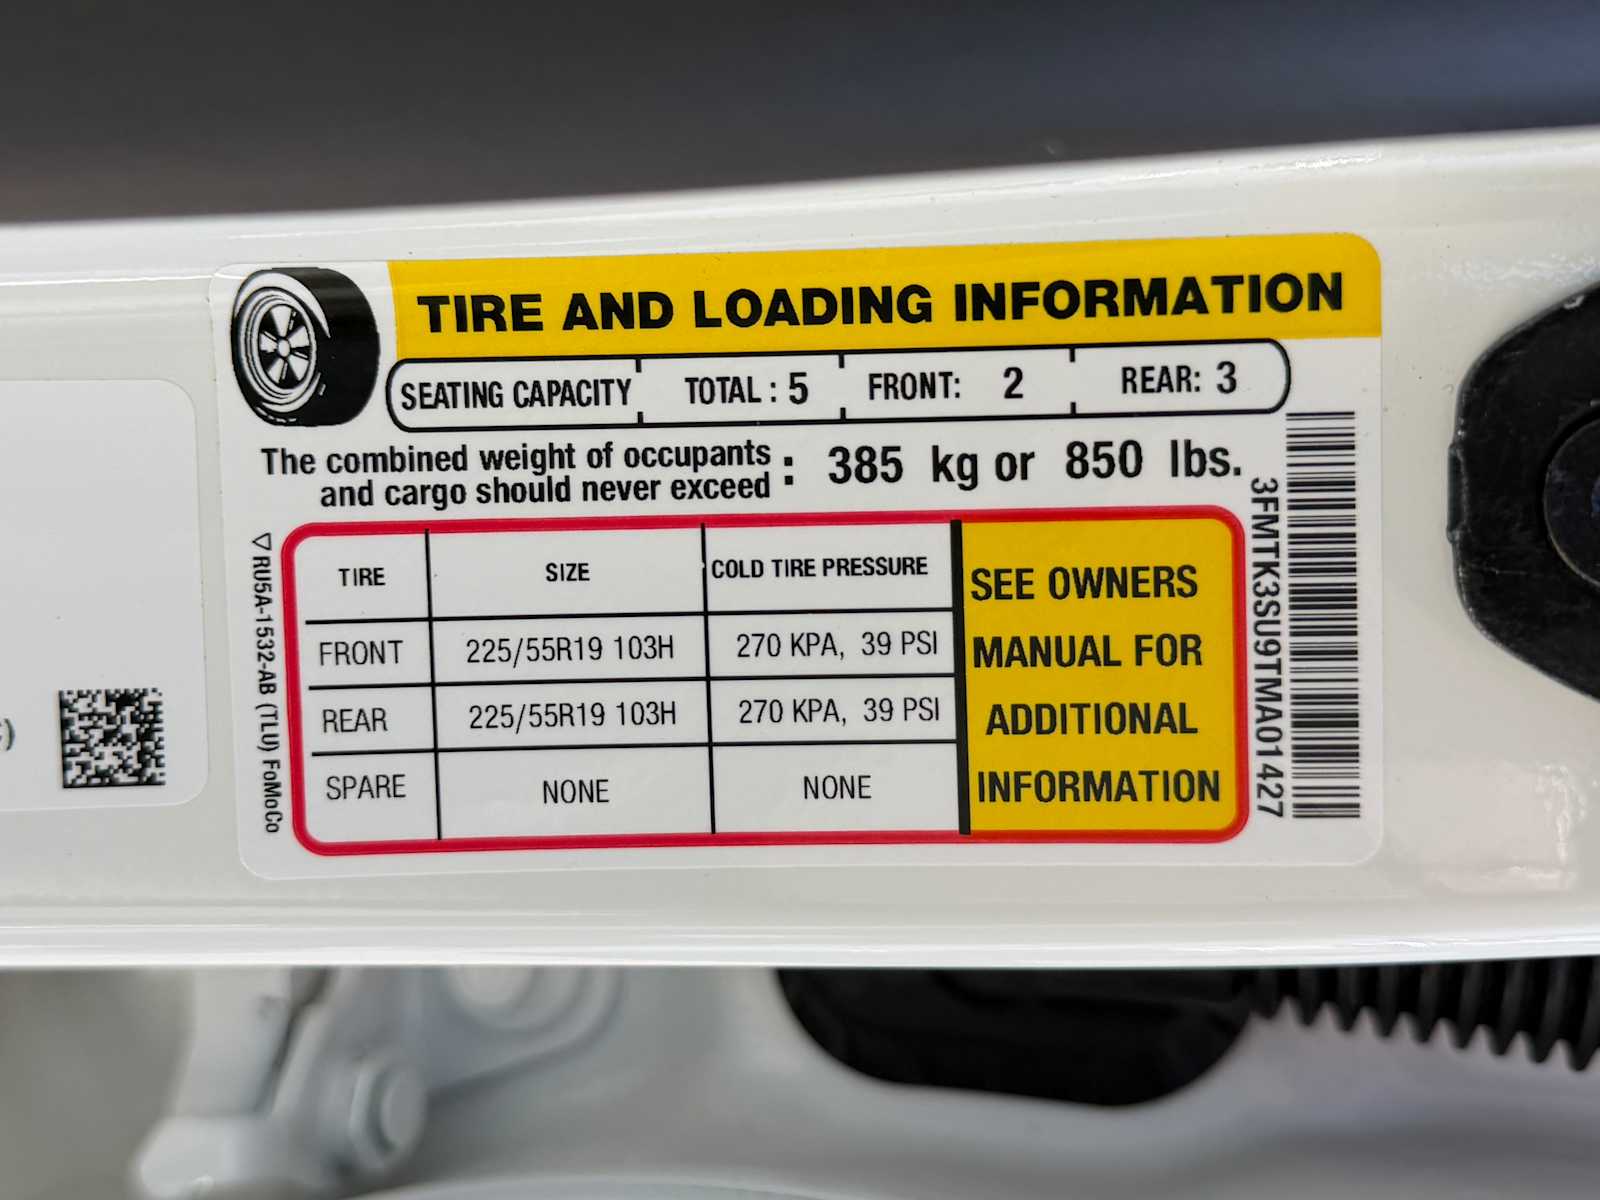 TIRE AND LOADING INFORMATION
SEATING CAPACITY TOTAL : 5 FRONT: 2 REAR: 3
The combined weight of occupants
and cargo should never exceed : 385 kg or 850 lbs.
TIRE SIZE COLD TIRE PRESSURE
FRONT 225/55R19 103H 270 KPA, 39 PSI
REAR 225/55R19 103H 270 KPA, 39 PSI
SPARE NONE NONE
SEE OWNERS
MANUAL FOR
ADDITIONAL
INFORMATION
3FMTK3SU9TMA01427
▽ RU5A-1532-AB (TLU) FoMoCo